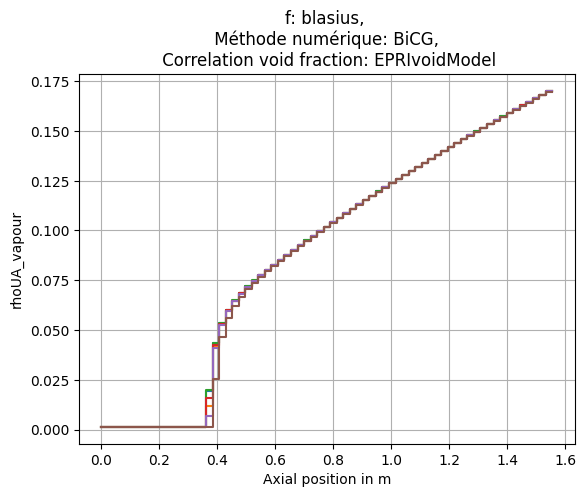 f: blasius,
Méthode numérique: BiCG,
Correlation void fraction: EPRIvoidModel
0.175
0.150
0.125
0.100
0.075
0.050
0.025
0.000
rhoUA_vapour
0.0 0.2 0.4 0.6 0.8 1.0 1.2 1.4 1.6
Axial position in m